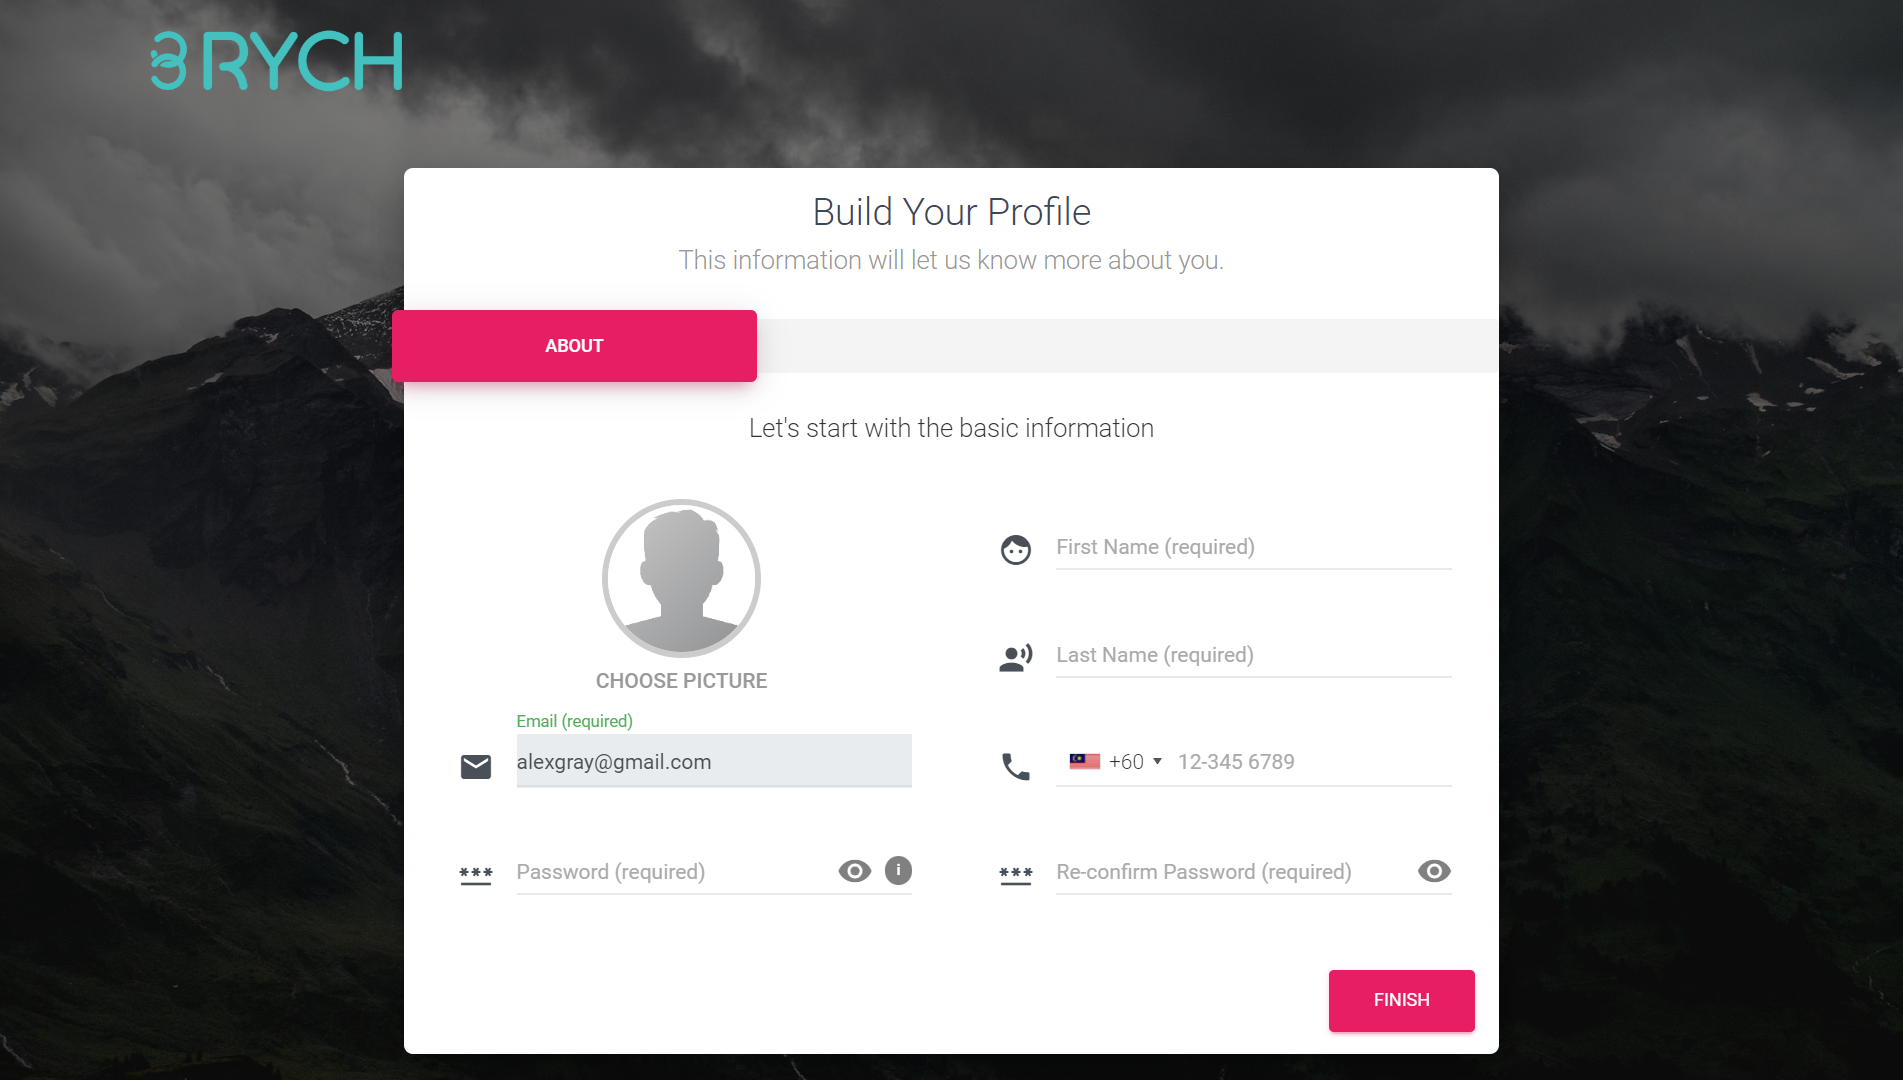 BRYCH
Build Your Profile
This information will let us know more about you.
ABOUT
Let's start with the basic information
CHOOSE PICTURE
First Name (required)
Last Name (required)
Email (required)
alexgray@gmail.com
+60 12-345 6789
*** Password (required) i
*** Re-confirm Password (required)
FINISH